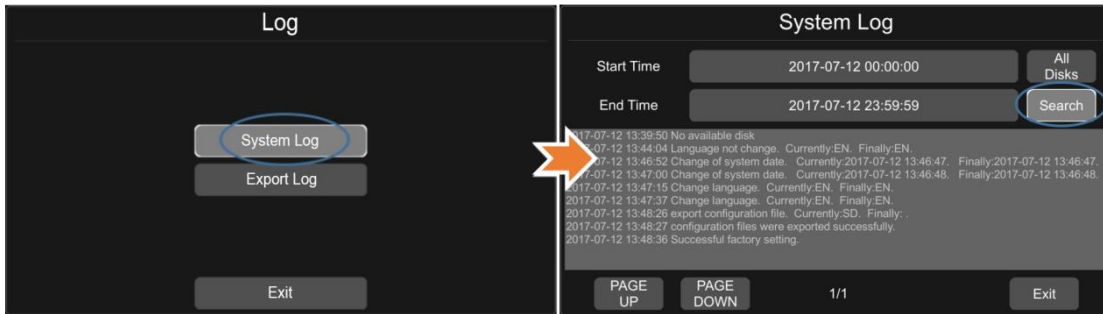 Log
System Log
Export Log
Exit
System Log
Start Time 2017-07-12 00:00:00 All Disks
End Time 2017-07-12 23:59:59 Search
2017-07-12 13:39:50 No available disk
2017-07-12 13:44:04 Language not change. Currently:EN. Finally:EN.
2017-07-12 13:46:52 Change of system date. Currently:2017-07-12 13:46:47. Finally:2017-07-12 13:46:47.
2017-07-12 13:47:00 Change of system date. Currently:2017-07-12 13:46:48. Finally:2017-07-12 13:46:48.
2017-07-12 13:47:15 Change language. Currently:EN. Finally:EN.
2017-07-12 13:47:37 Change language. Currently:EN. Finally:EN.
2017-07-12 13:48:26 export configuration file. Currently:SD. Finally: .
2017-07-12 13:48:27 configuration files were exported successfully.
2017-07-12 13:48:36 Successful factory setting.
PAGE UP PAGE DOWN 1/1 Exit